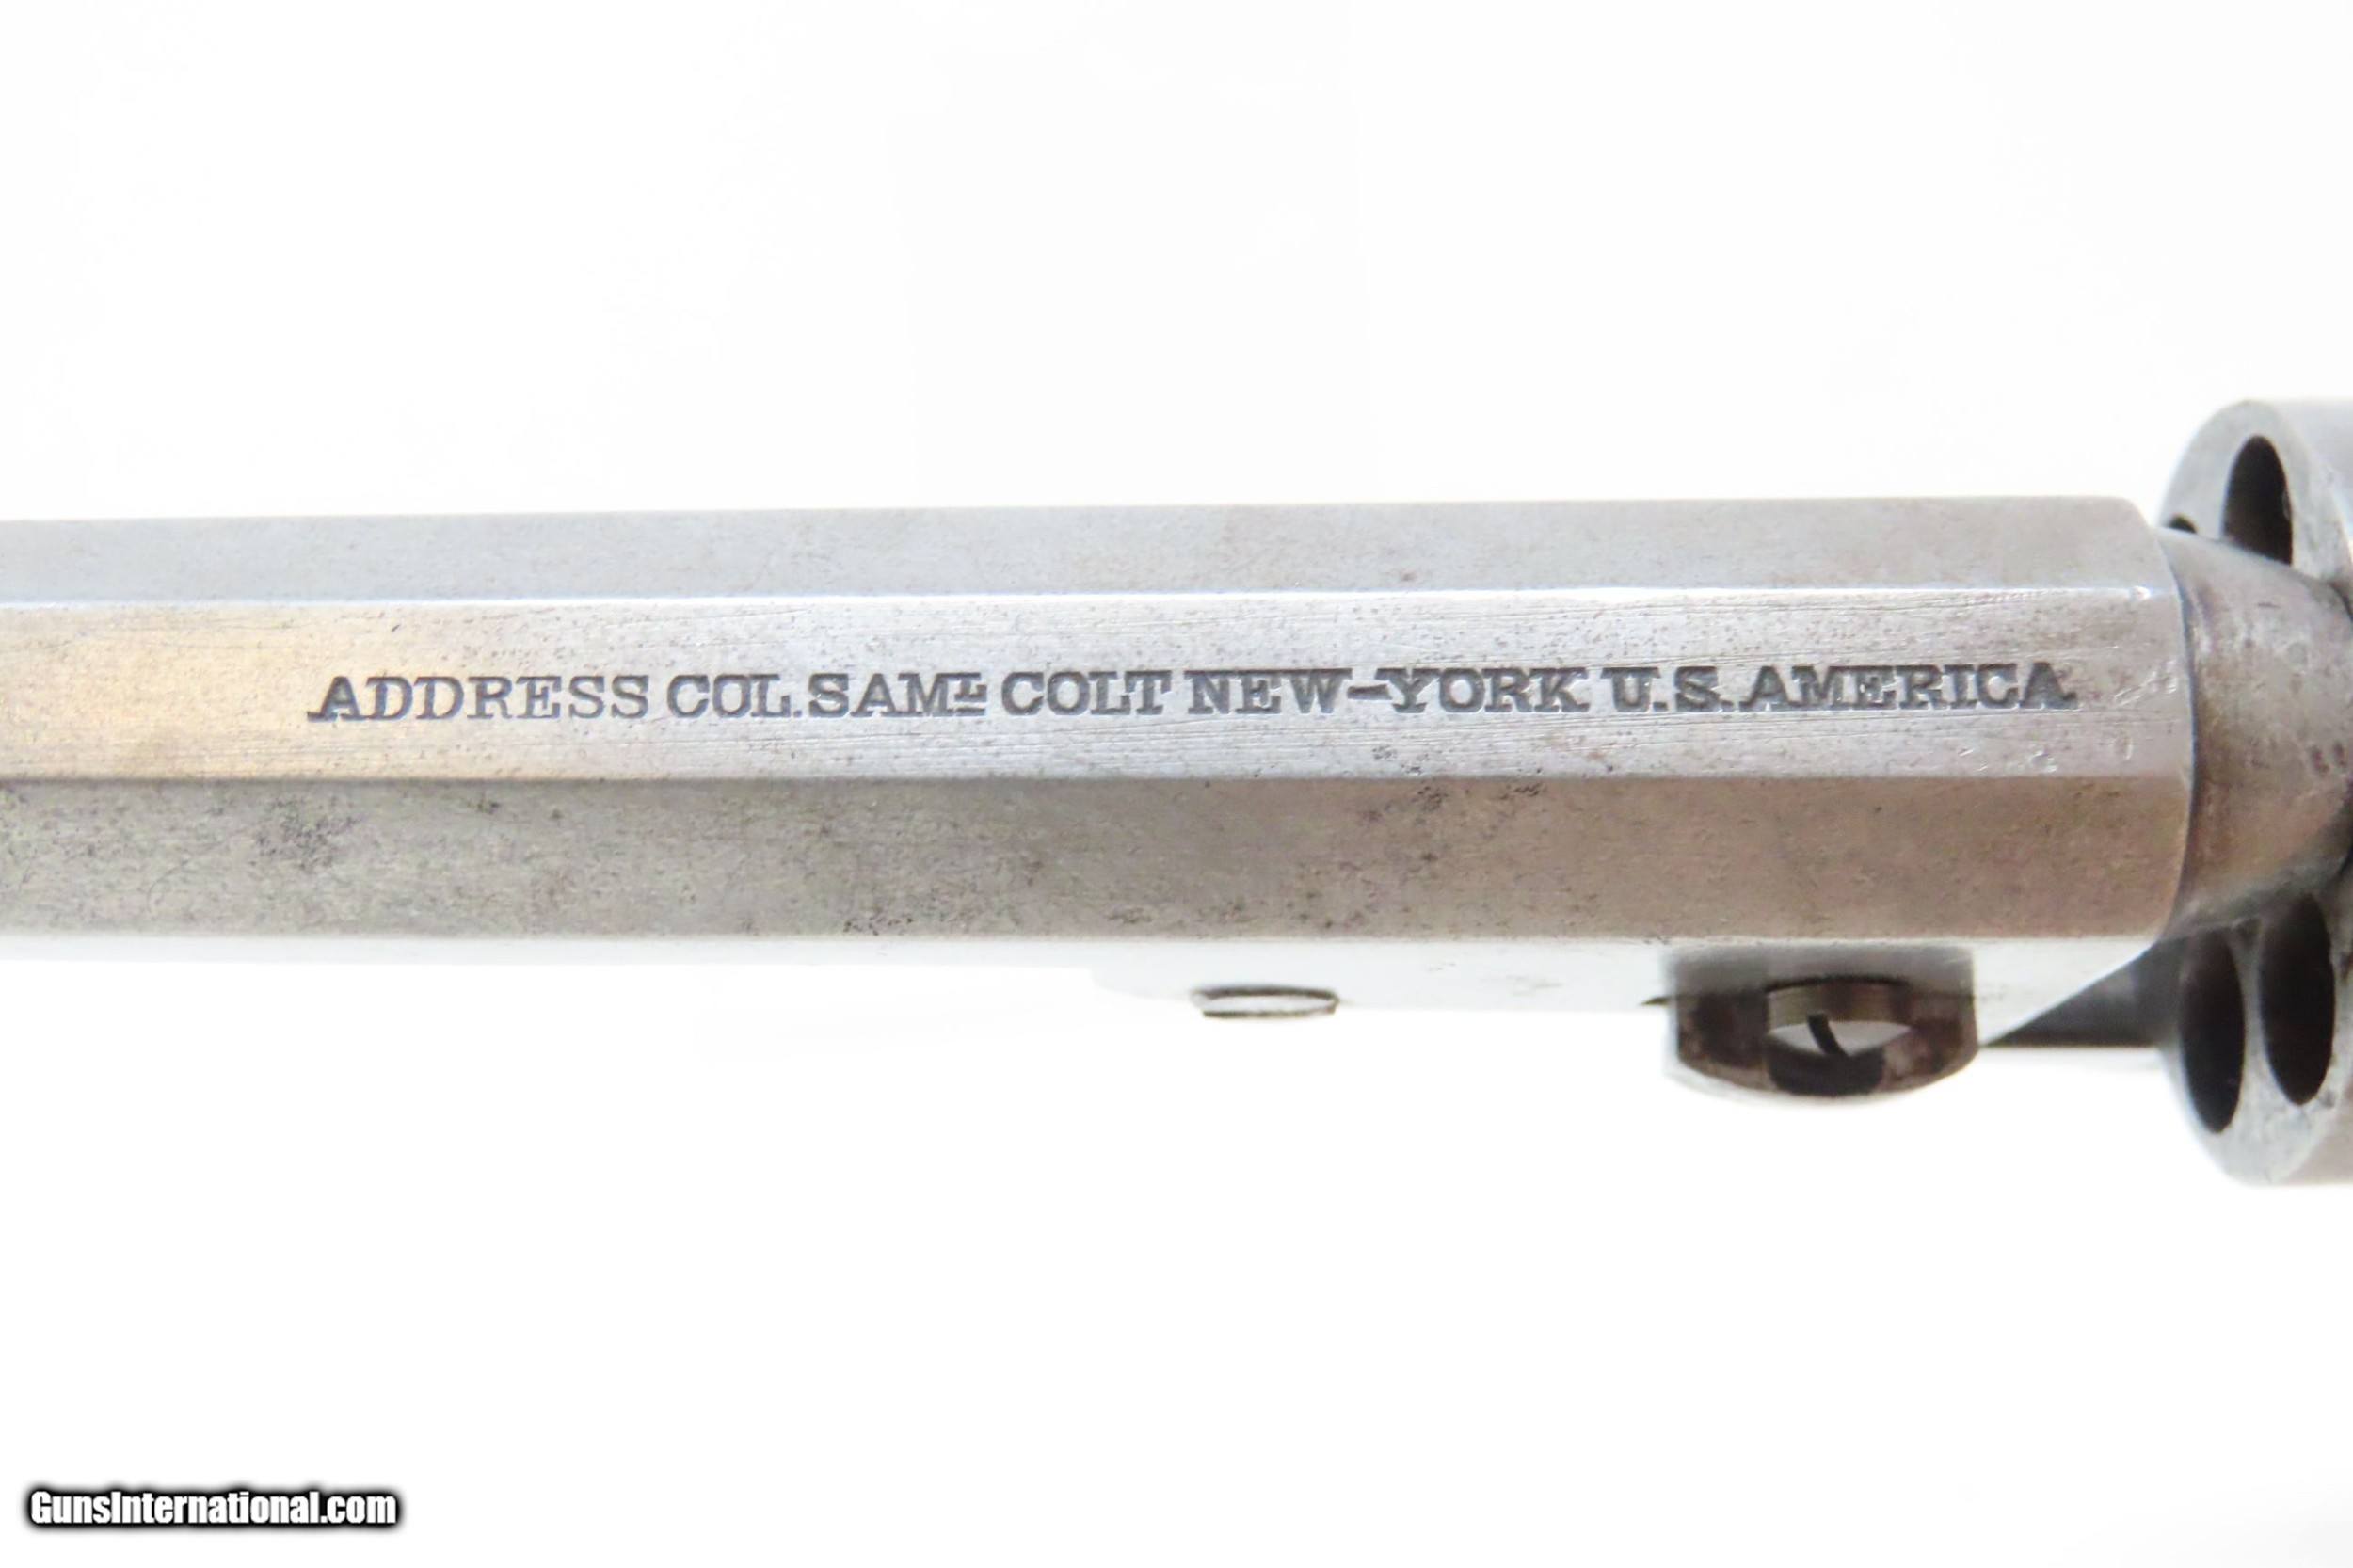 ADDRESS COL. SAMᴸ COLT NEW-YORK U.S. AMERICA
GunsInternational.com